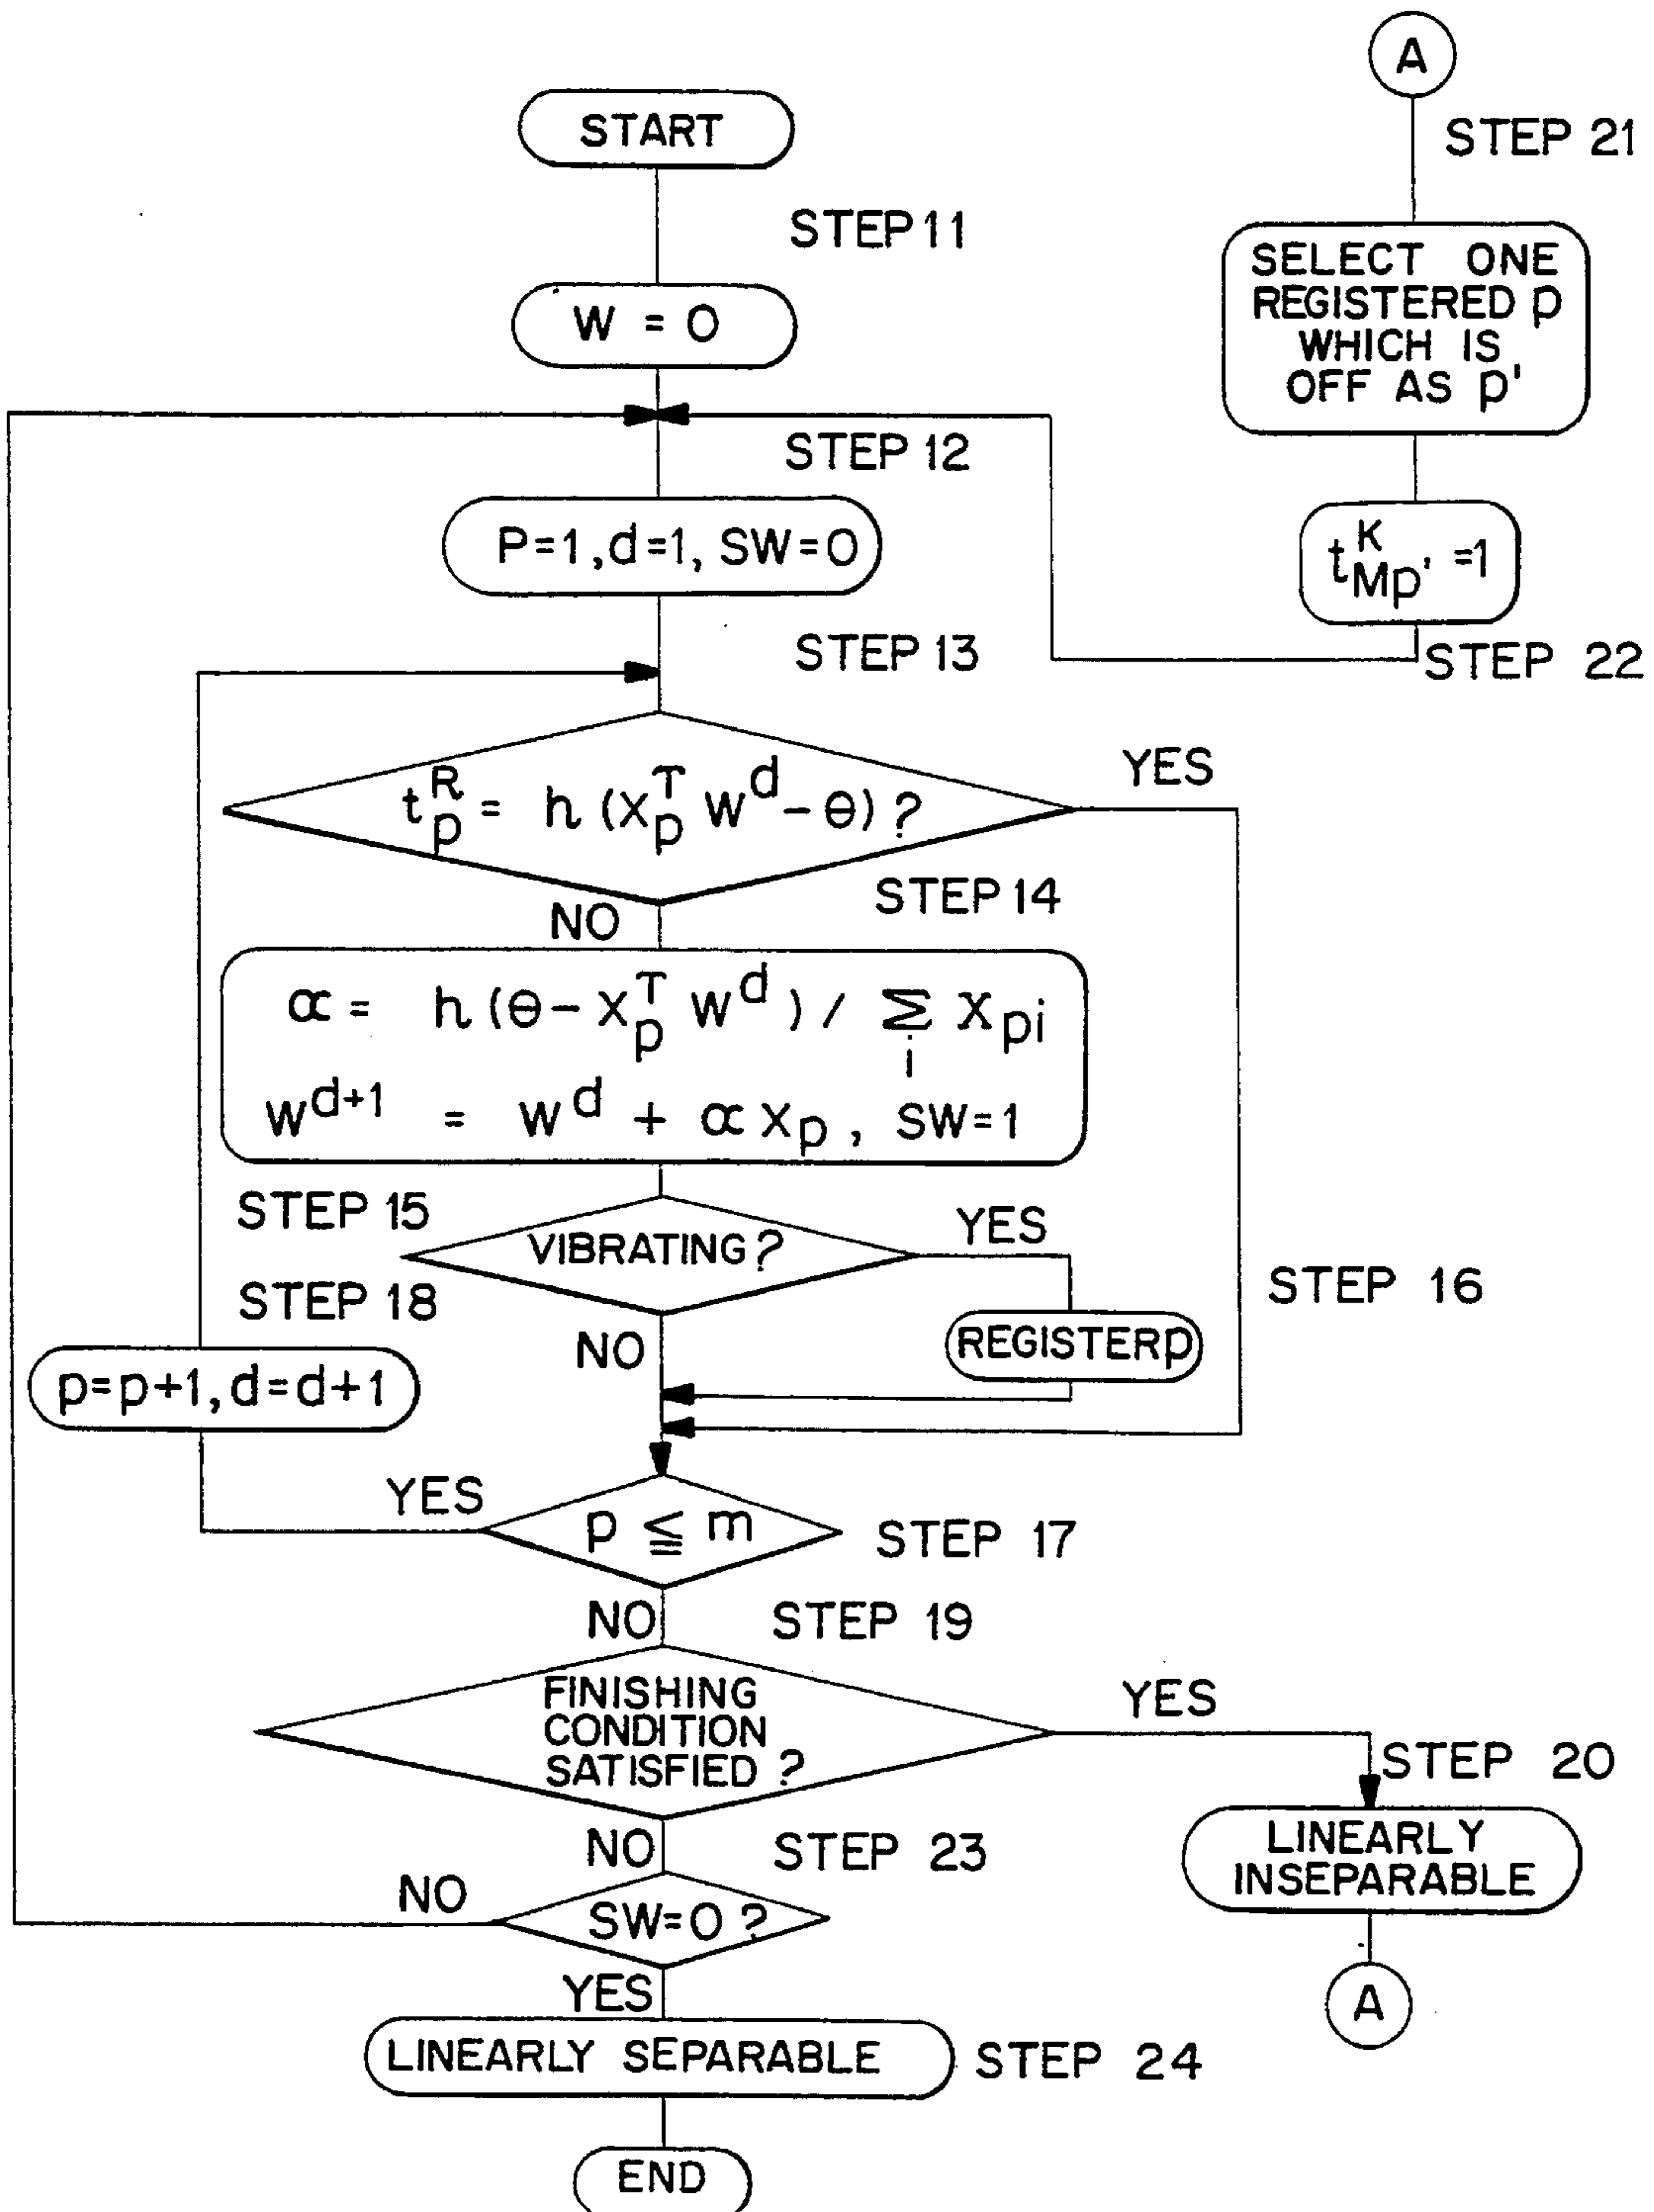 START
STEP 11
W = 0
STEP 12
P=1, d=1, SW=0
STEP 13
t_p^R = h (X_p^T W^d - θ) ?
YES
STEP 14
NO
α = h (θ - X_p^T W^d) / Σ_i X_pi
W^d+1 = W^d + α X_p, SW=1
STEP 15
VIBRATING?
YES
STEP 16
STEP 18
NO
REGISTER p
p=p+1, d=d+1
YES
p ≦ m
STEP 17
NO
STEP 19
FINISHING
CONDITION
SATISFIED ?
YES
STEP 20
LINEARLY
INSEPARABLE
A
NO
STEP 23
NO
SW=0 ?
YES
LINEARLY SEPARABLE
STEP 24
END
A
STEP 21
SELECT ONE
REGISTERED p
WHICH IS
OFF AS p'
t_Mp'^K =1
STEP 22